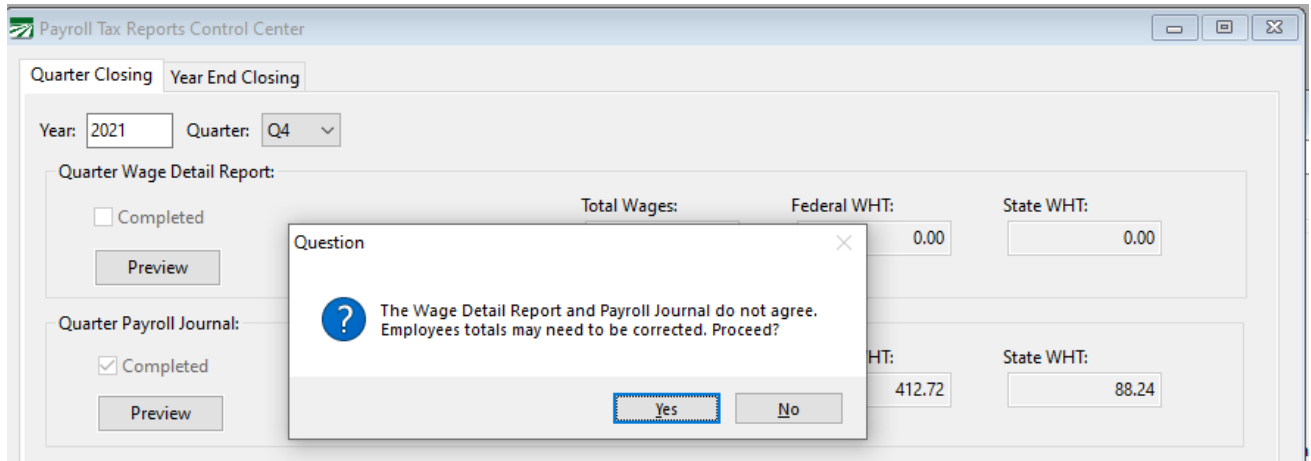 Payroll Tax Reports Control Center
Quarter Closing Year End Closing
Year: 2021 Quarter: Q4
Quarter Wage Detail Report:
Total Wages: Federal WHT: State WHT:
Completed
0.00 0.00
Preview
Question
The Wage Detail Report and Payroll Journal do not agree.
Employees totals may need to be corrected. Proceed?
Yes No
Quarter Payroll Journal:
HT: State WHT:
Completed
412.72 88.24
Preview